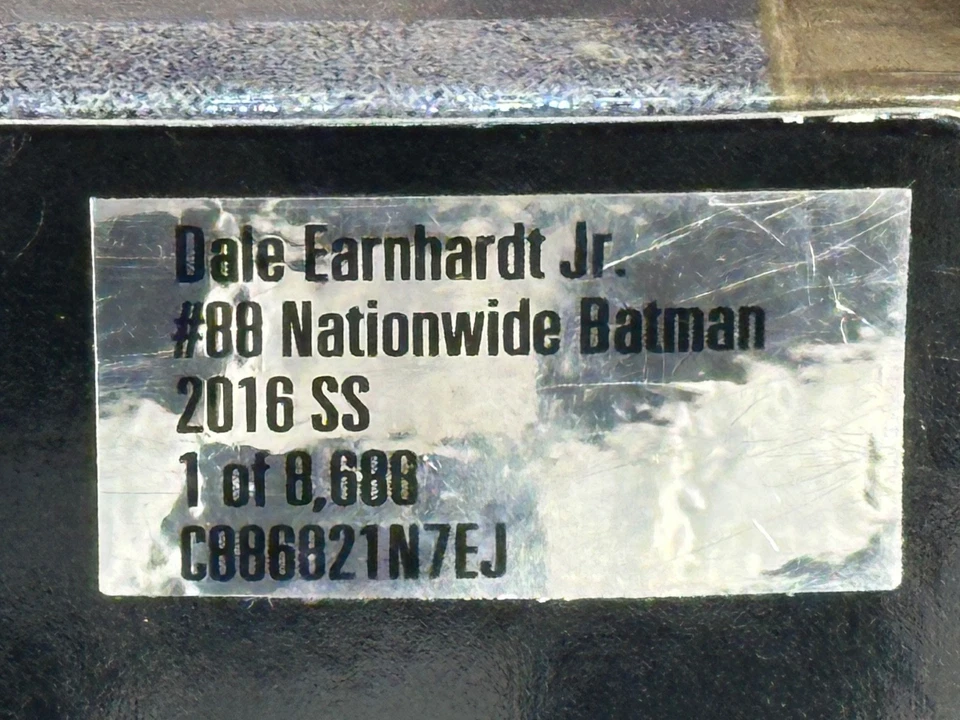 Dale Earnhardt Jr.
#88 Nationwide Batman
2016 SS
1 of 8,688
C886821N7EJ